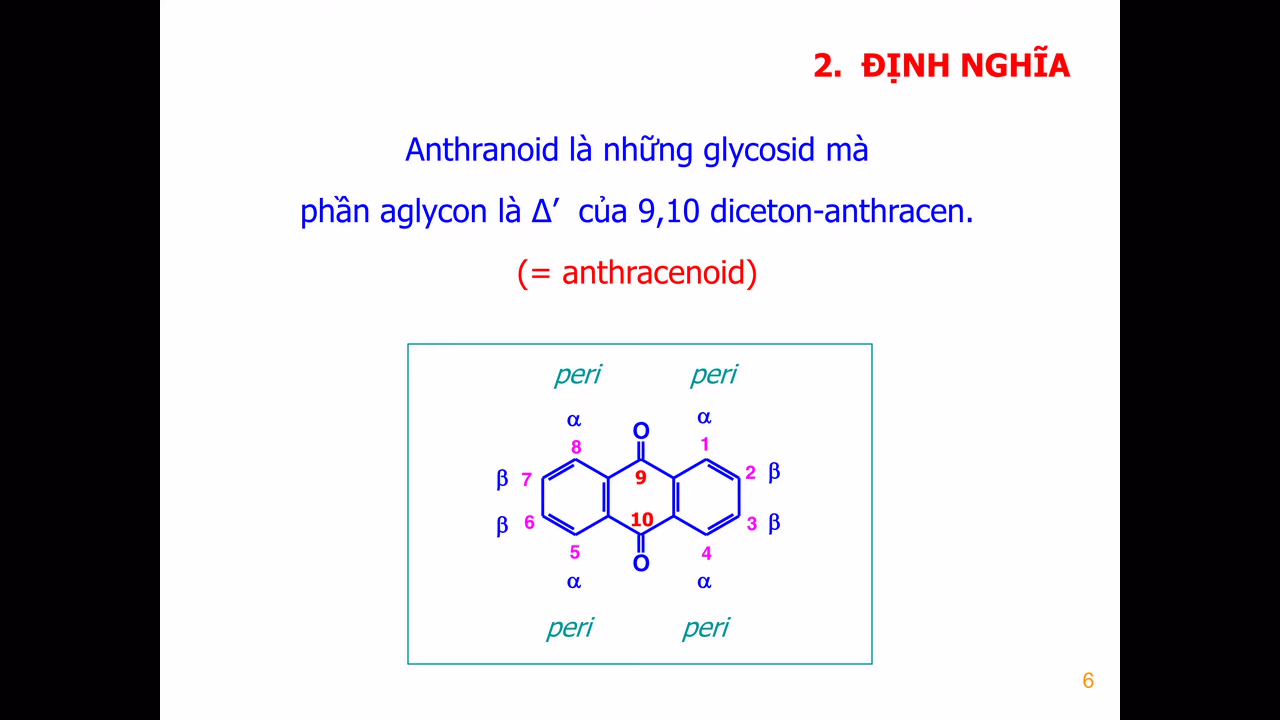 2. ĐỊNH NGHĨA
Anthranoid là những glycosid mà
phần aglycon là Δ’ của 9,10 diceton-anthracen.
(= anthracenoid)
peri peri
α α
O
8 1
β 7 9 2 β
β 6 10 3 β
5 4
O
α α
peri peri
6